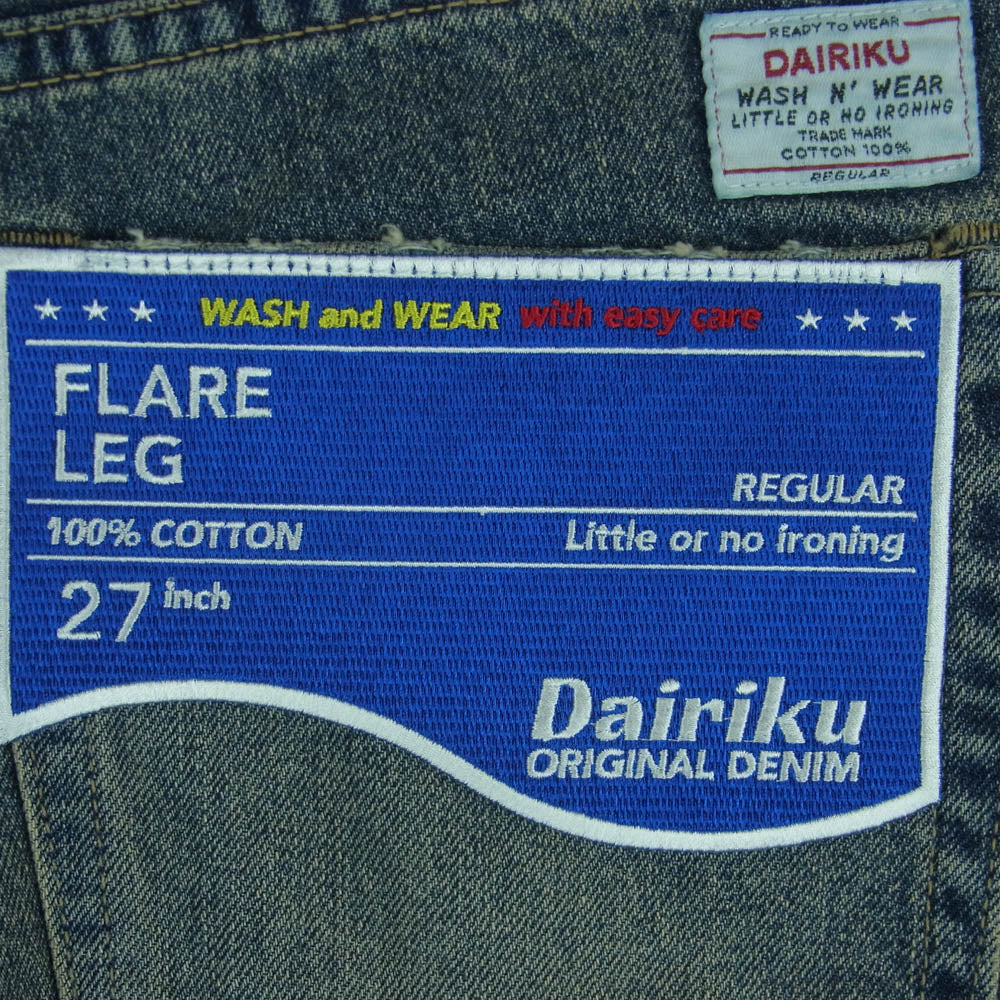 READY TO WEAR
DAIRIKU
WASH N' WEAR
LITTLE OR NO IRONING
TRADE MARK
COTTON 100%
REGULAR
WASH and WEAR with easy care
FLARE
LEG
REGULAR
100% COTTON Little or no ironing
27 inch
Dairiku
ORIGINAL DENIM